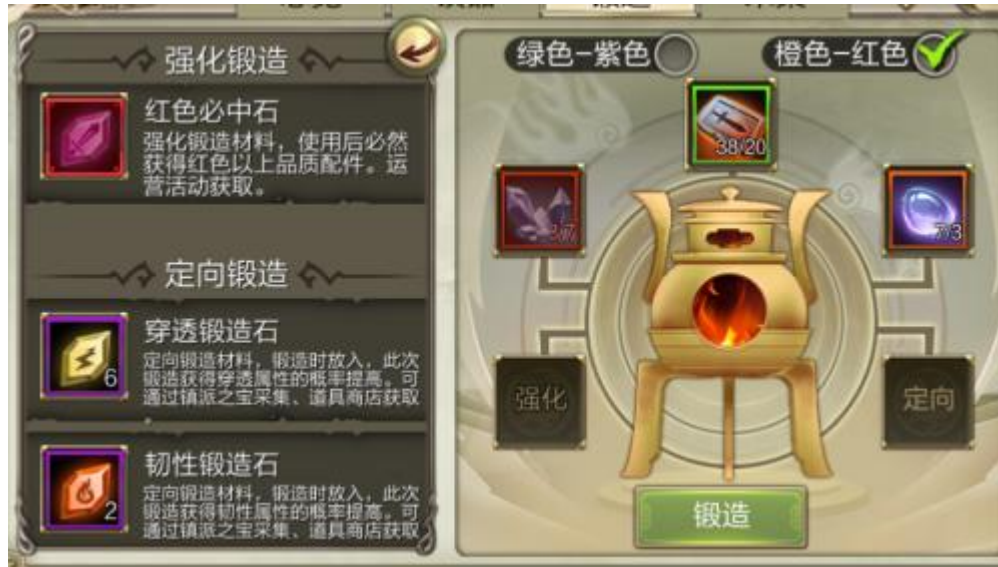 强化锻造
红色必中石
强化锻造材料，使用后必然
获得红色以上品质配件。运
营活动获取。
定向锻造
穿透锻造石
6
定向锻造材料，锻造时放入，此次
锻造获得穿透属性的概率提高。可
通过镇派之宝采集、道具商店获取
韧性锻造石
2
定向锻造材料，锻造时放入，此次
锻造获得韧性属性的概率提高。可
通过镇派之宝采集、道具商店获取
绿色-紫色
橙色-红色
38/20
7/3
强化
定向
锻造